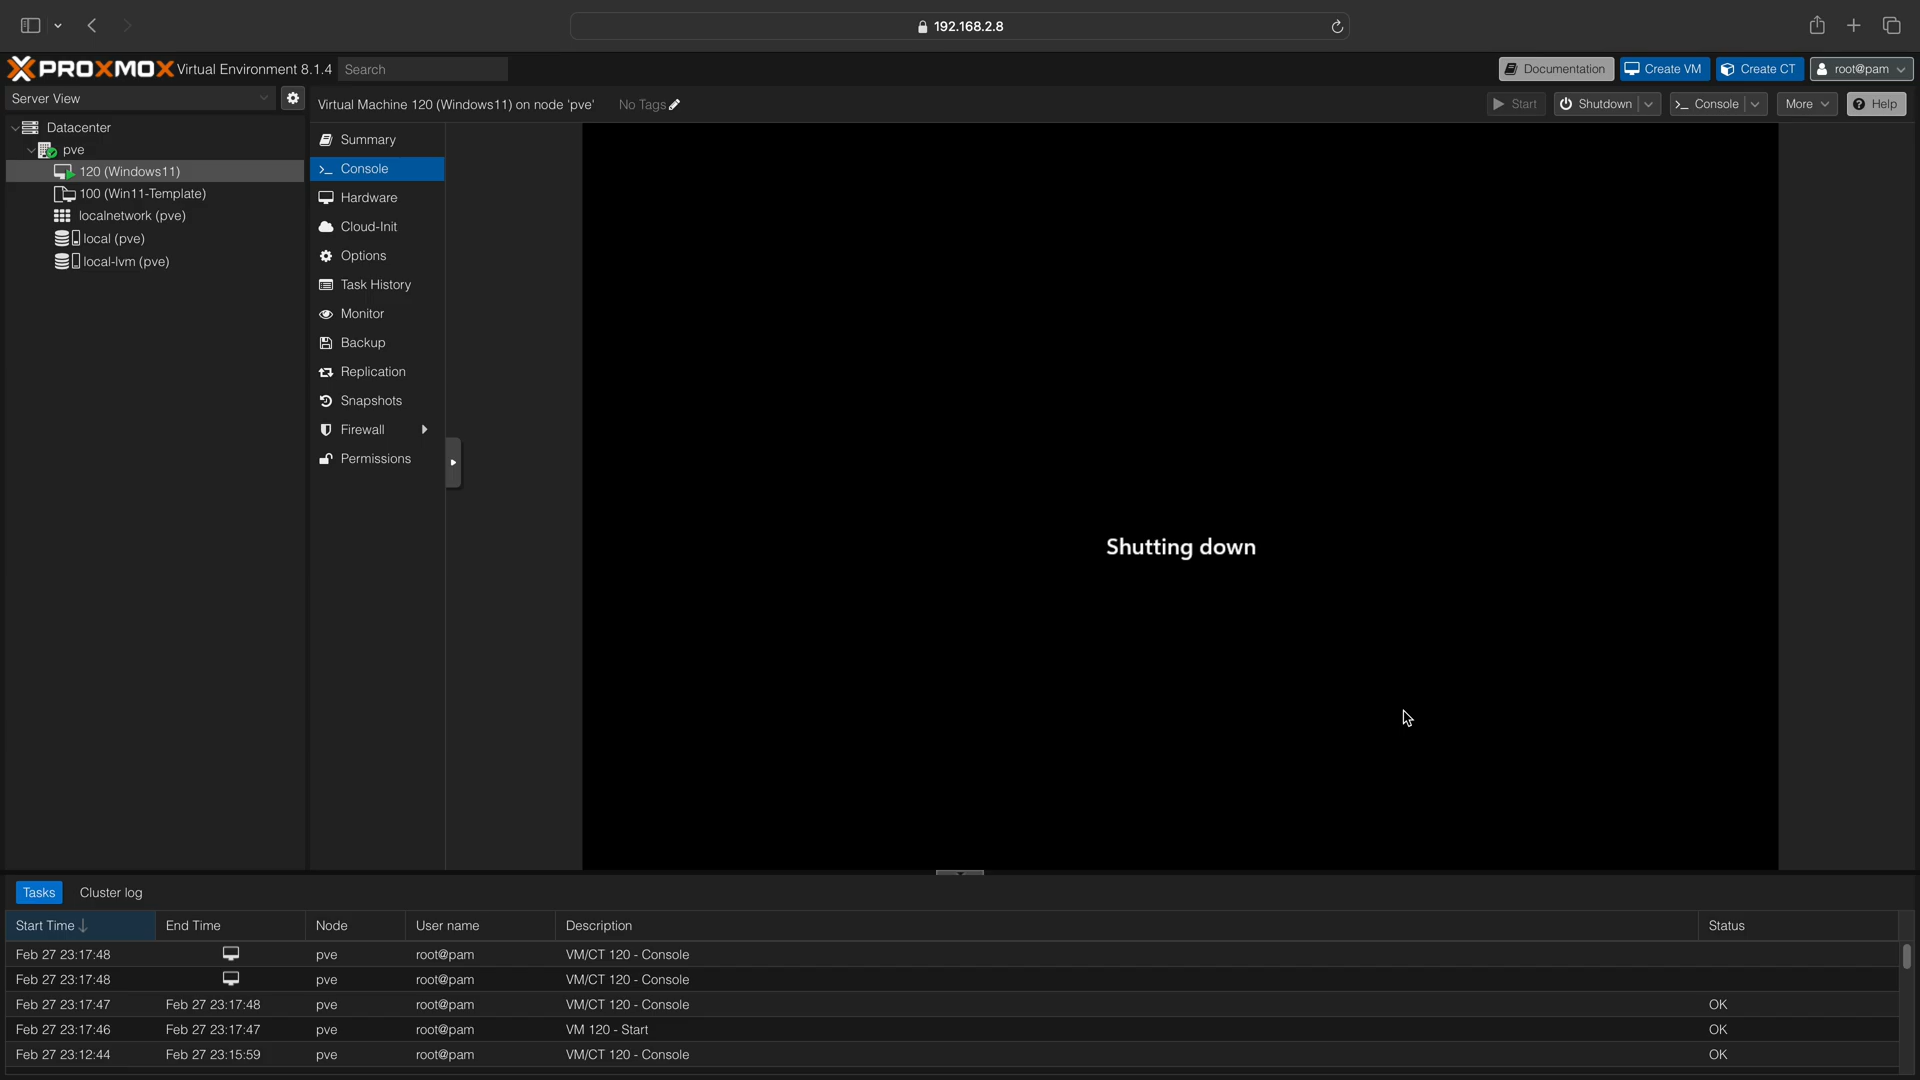 192.168.2.8
PROXMOX Virtual Environment 8.1.4 Search Documentation Create VM Create CT root@pam
Server View
Virtual Machine 120 (Windows11) on node 'pve' No Tags Start Shutdown Console More Help
Datacenter
pve
120 (Windows11)
100 (Win11-Template)
localnetwork (pve)
local (pve)
local-lvm (pve)
Summary
Console
Hardware
Cloud-Init
Options
Task History
Monitor
Backup
Replication
Snapshots
Firewall
Permissions
Shutting down
Tasks Cluster log
Start Time End Time Node User name Description Status
Feb 27 23:17:48 pve root@pam VM/CT 120 - Console
Feb 27 23:17:48 pve root@pam VM/CT 120 - Console
Feb 27 23:17:47 Feb 27 23:17:48 pve root@pam VM/CT 120 - Console OK
Feb 27 23:17:46 Feb 27 23:17:47 pve root@pam VM 120 - Start OK
Feb 27 23:12:44 Feb 27 23:15:59 pve root@pam VM/CT 120 - Console OK